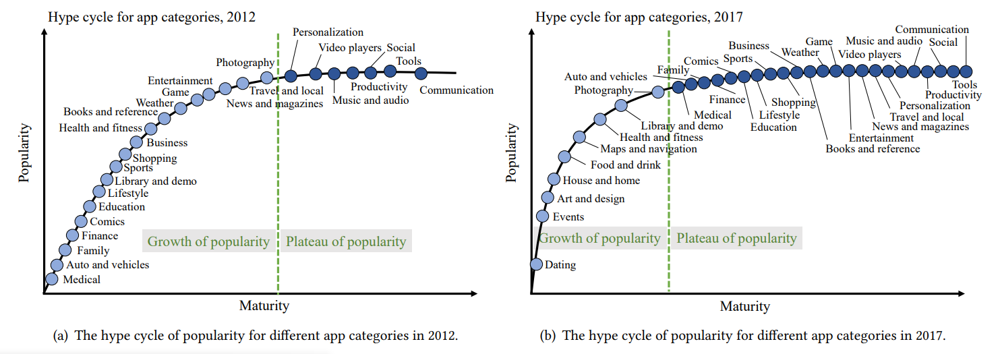 Hype cycle for app categories, 2012
Personalization
Video players
Social
Photography
Tools
Entertainment
Game
Travel and local
Productivity
Communication
Weather
News and magazines
Music and audio
Books and reference
Health and fitness
Business
Shopping
Sports
Library and demo
Lifestyle
Education
Comics
Finance
Growth of popularity
Plateau of popularity
Family
Auto and vehicles
Medical
Popularity
Maturity
(a) The hype cycle of popularity for different app categories in 2012.
Hype cycle for app categories, 2017
Communication
Game
Music and audio
Social
Business
Weather
Video players
Comics
Sports
Family
Auto and vehicles
Photography
Tools
Productivity
Finance
Shopping
Personalization
Medical
Lifestyle
Travel and local
Library and demo
Education
News and magazines
Health and fitness
Entertainment
Maps and navigation
Books and reference
Food and drink
House and home
Art and design
Events
Growth of popularity
Plateau of popularity
Dating
Popularity
Maturity
(b) The hype cycle of popularity for different app categories in 2017.